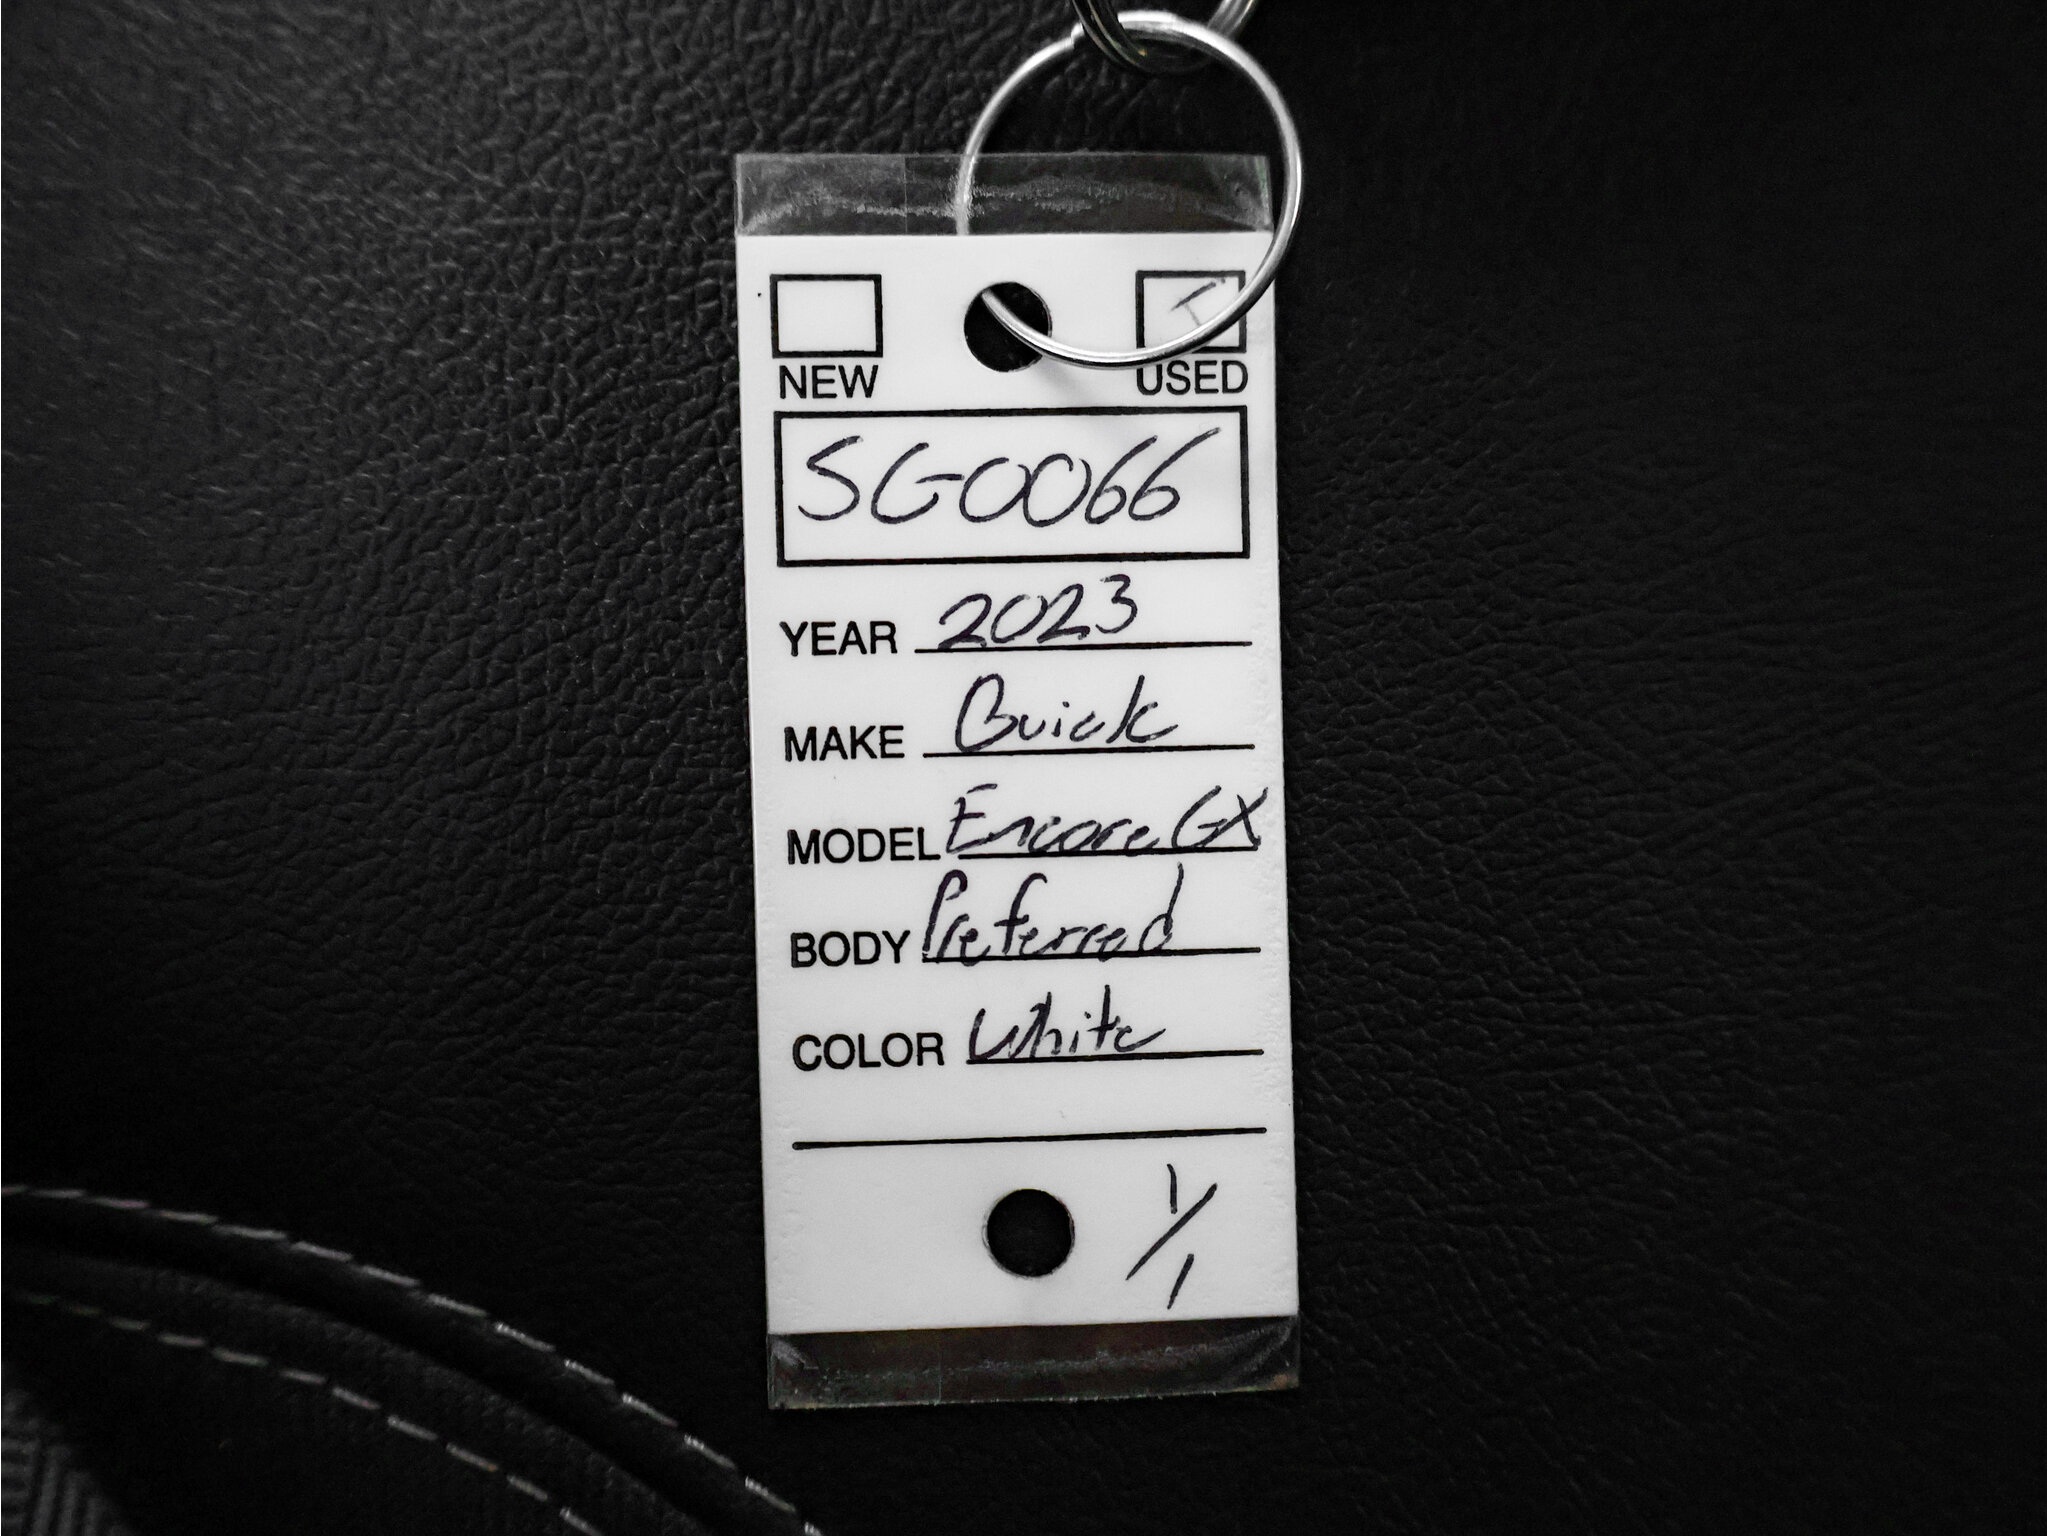 NEW USED
SG0066
YEAR 2023
MAKE Buick
MODEL Encore GX
BODY Preferred
COLOR White
1/1